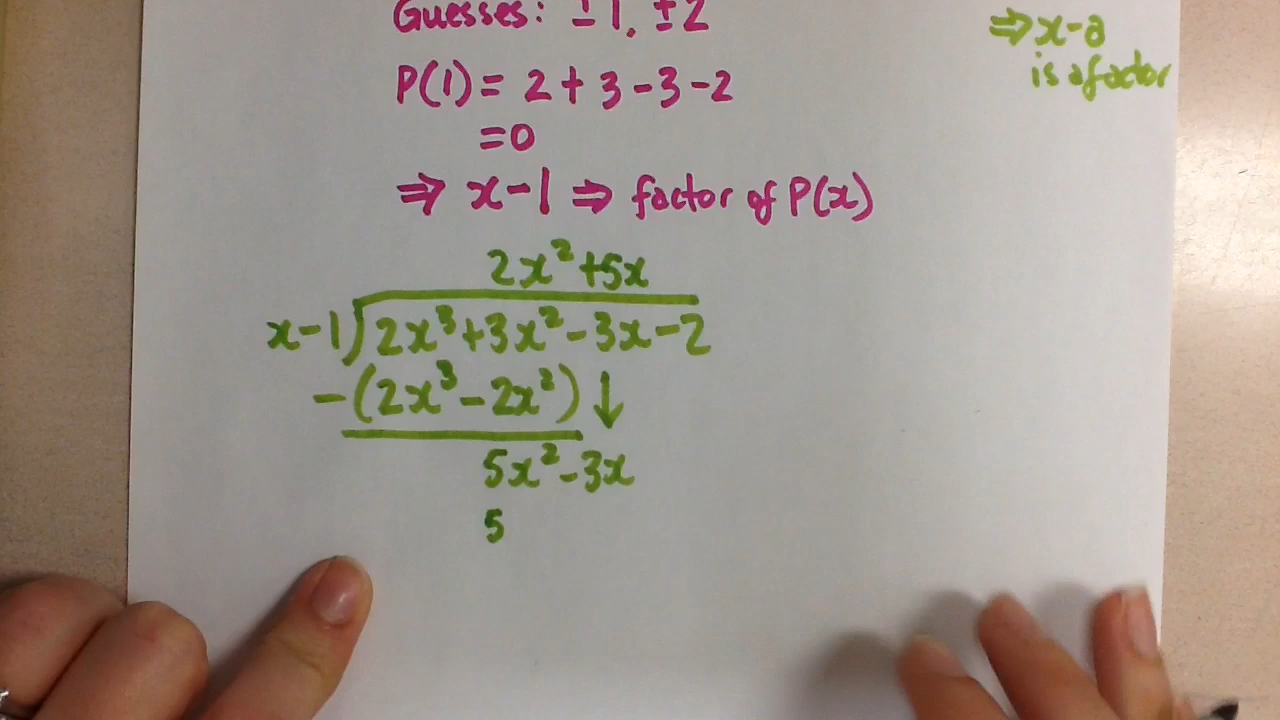 Guesses: ±1, ±2
P(1) = 2 + 3 - 3 - 2
= 0
⇒ x - 1 ⇒ factor of P(x)
⇒ x - a
is a factor
2x² + 5x
x - 1 ) 2x³ + 3x² - 3x - 2
- (2x³ - 2x²) ↓
5x² - 3x
5